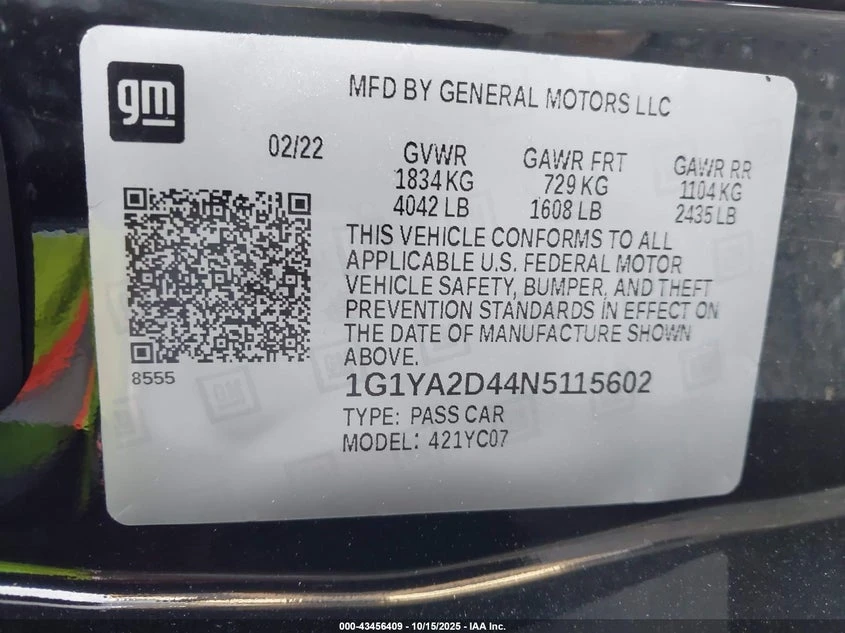 gm
MFD BY GENERAL MOTORS LLC
02/22
GVWR
1834 KG
4042 LB
GAWR FRT
729 KG
1608 LB
GAWR RR
1104 KG
2435 LB
THIS VEHICLE CONFORMS TO ALL
APPLICABLE U.S. FEDERAL MOTOR
VEHICLE SAFETY, BUMPER, AND THEFT
PREVENTION STANDARDS IN EFFECT ON
THE DATE OF MANUFACTURE SHOWN
ABOVE.
8555
1G1YA2D44N5115602
TYPE: PASS CAR
MODEL: 421YC07
000-43456409 - 10/15/2025 - IAA Inc.